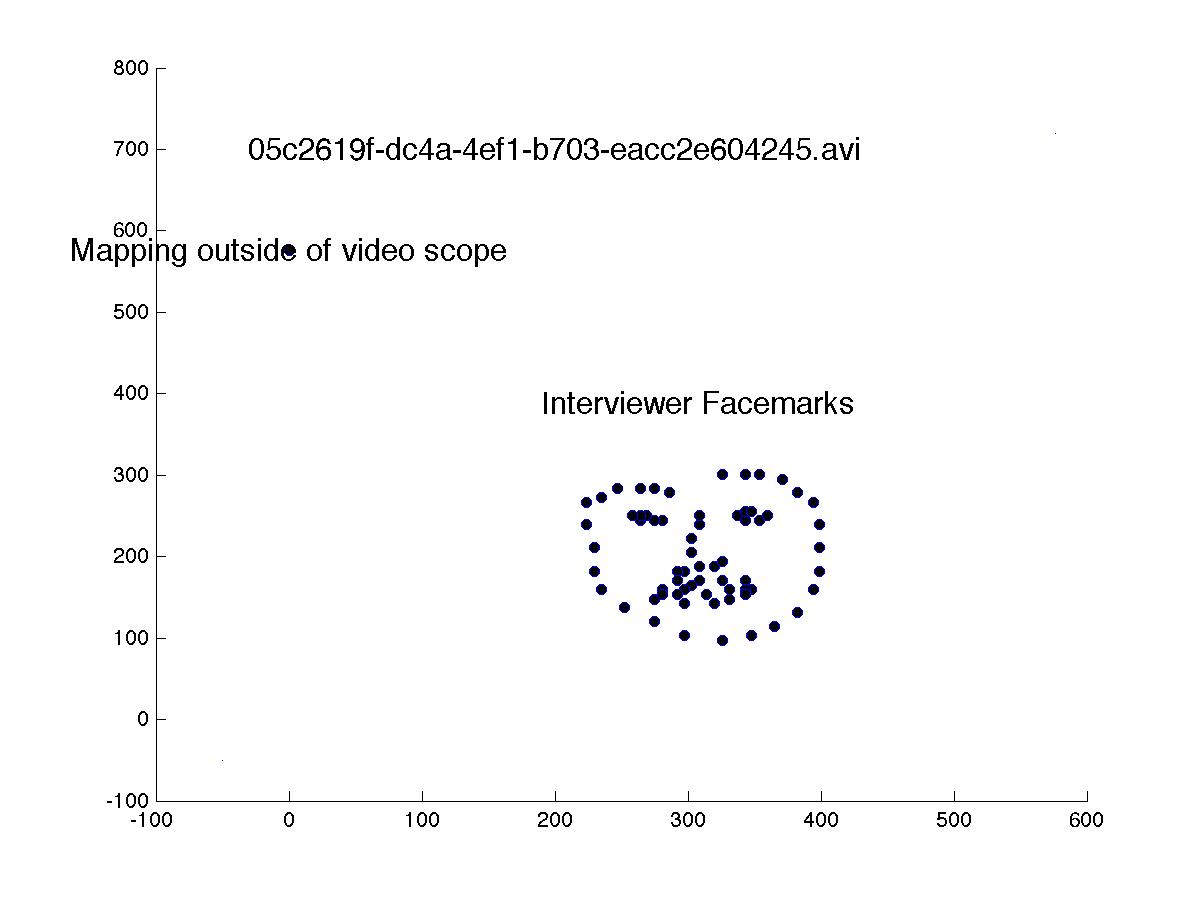 800
05c2619f-dc4a-4ef1-b703-eacc2e604245.avi
700
600
Mapping outside of video scope
500
400
Interviewer Facemarks
300
200
100
0
-100
-100 0 100 200 300 400 500 600